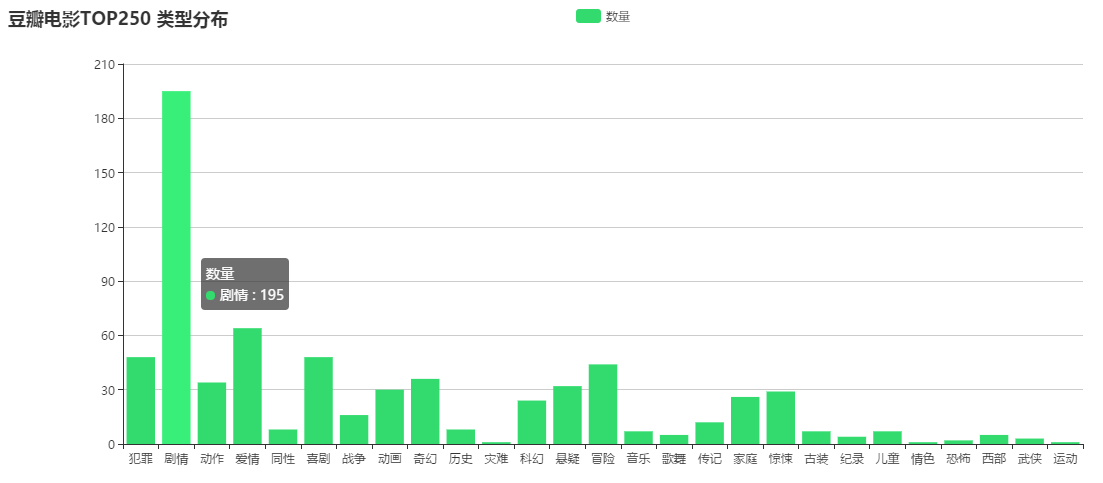 豆瓣电影TOP250 类型分布
数量
210
180
150
120
90
60
30
0
数量
剧情 : 195
犯罪 剧情 动作 爱情 同性 喜剧 战争 动画 奇幻 历史 灾难 科幻 悬疑 冒险 音乐 歌舞 传记 家庭 惊悚 古装 纪录 儿童 情色 恐怖 西部 武侠 运动